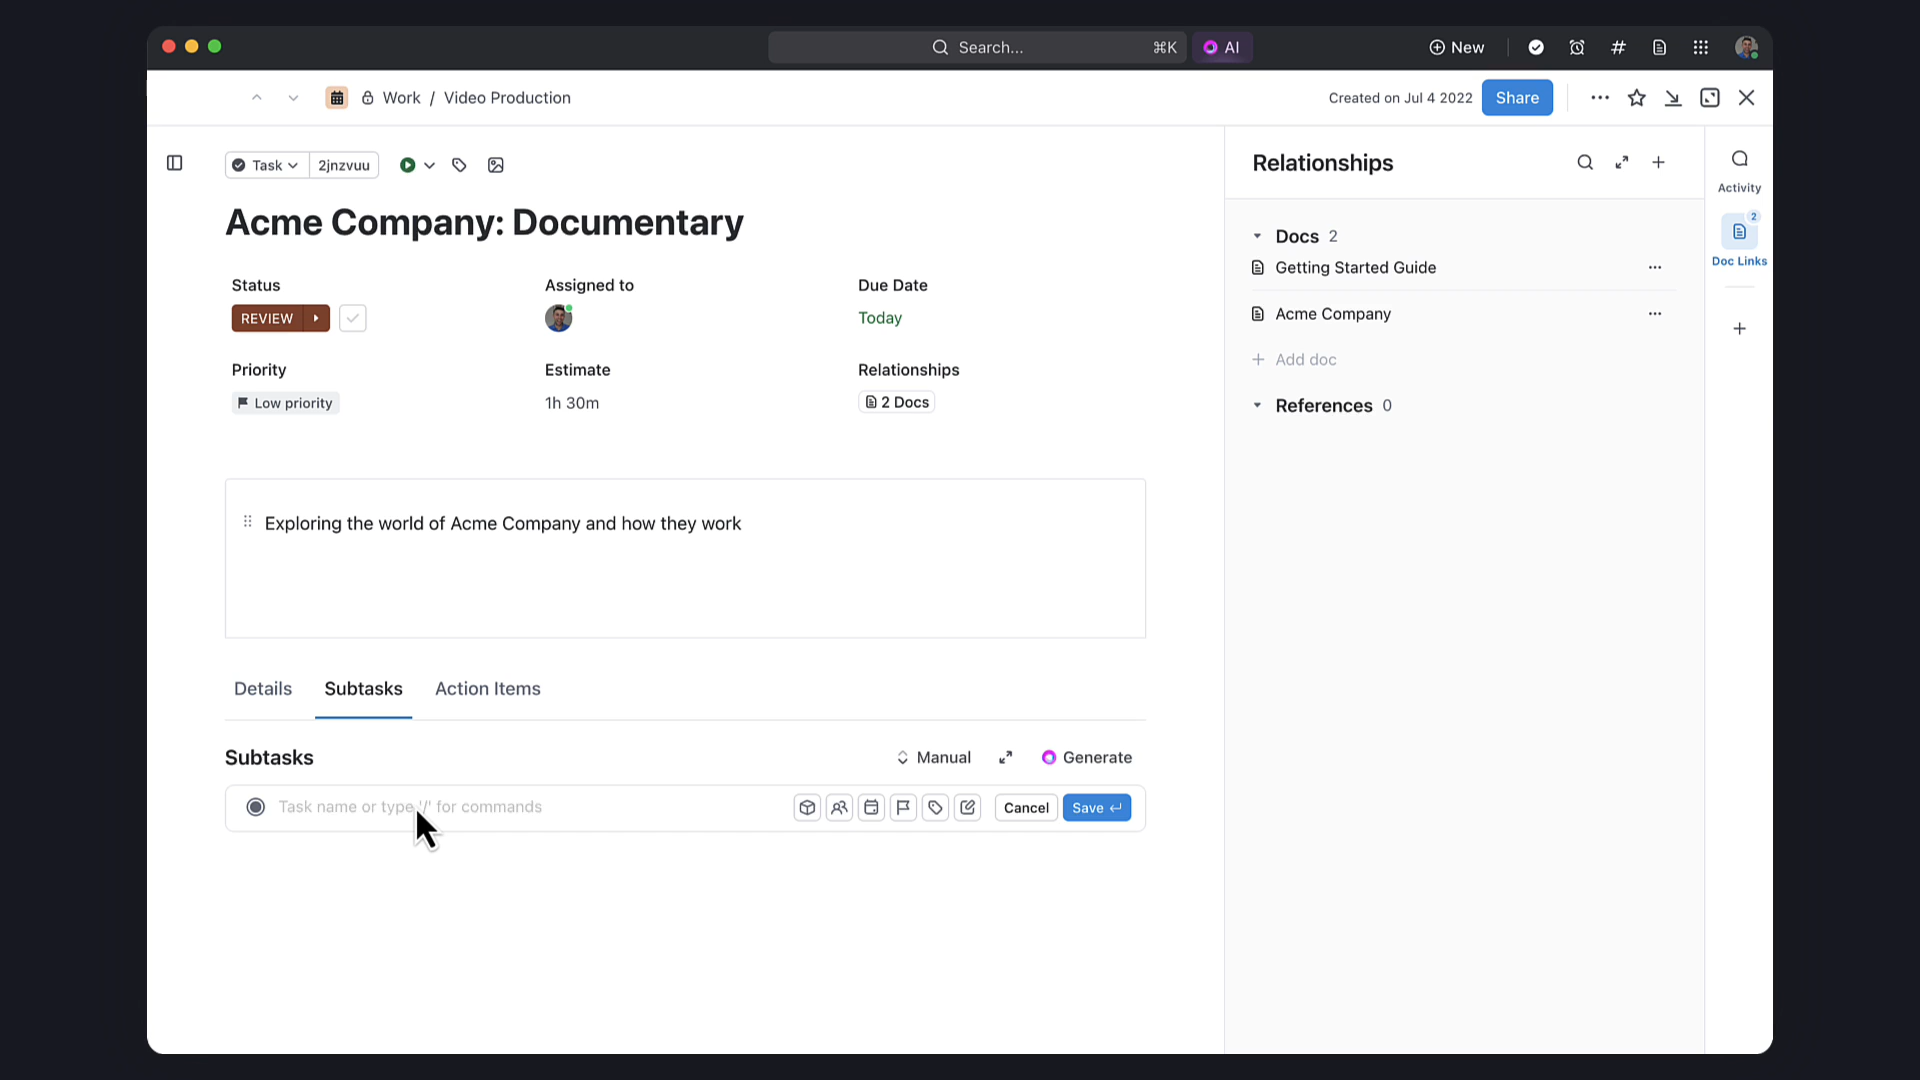 Search...
⌘K
AI
New
Work / Video Production
Created on Jul 4 2022
Share
Task
2jnzvuu
Acme Company: Documentary
Status
Assigned to
Due Date
REVIEW
Today
Priority
Estimate
Relationships
Low priority
1h 30m
2 Docs
Exploring the world of Acme Company and how they work
Details
Subtasks
Action Items
Subtasks
Manual
Generate
Task name or type '/' for commands
Cancel
Save
Relationships
Docs 2
Getting Started Guide
Acme Company
Add doc
References 0
Activity
2
Doc Links